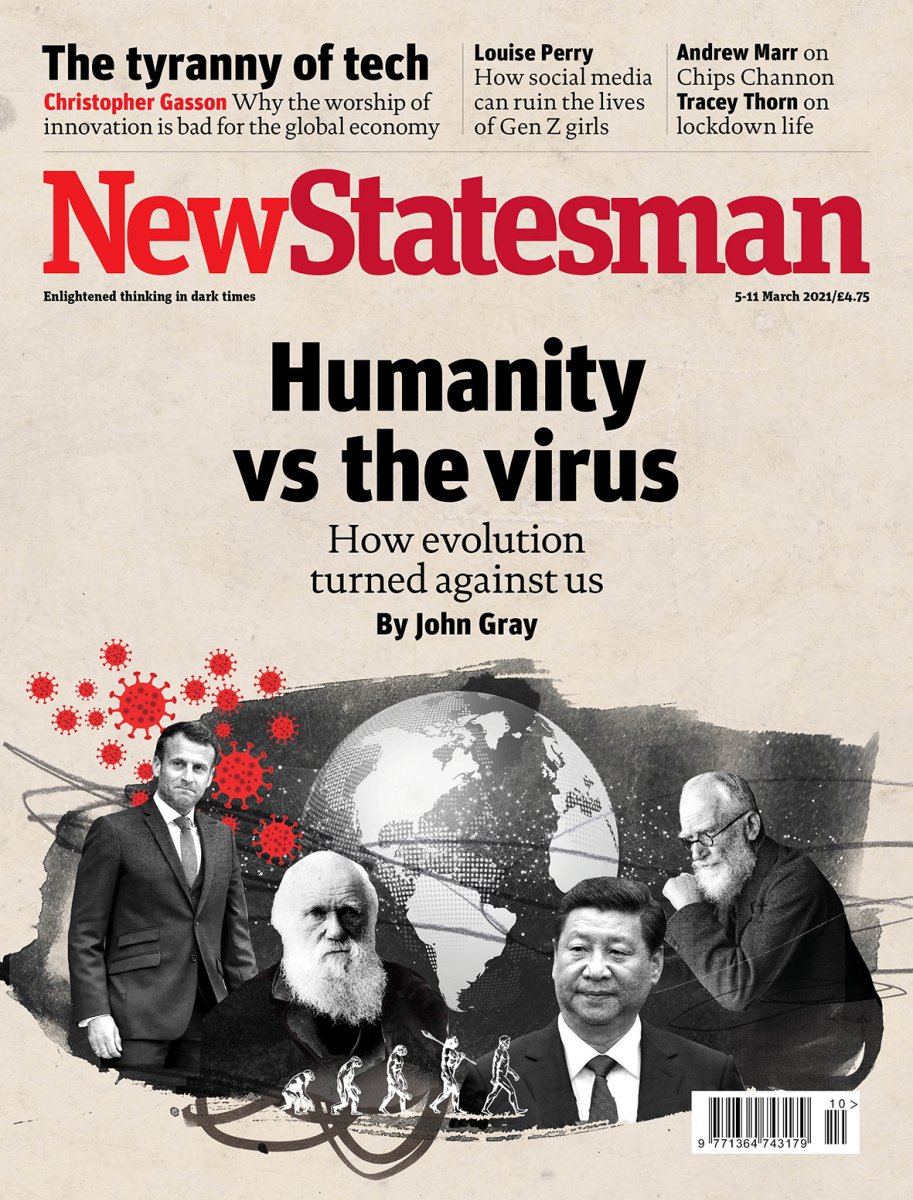 The tyranny of tech
Christopher Gasson Why the worship of
innovation is bad for the global economy
Louise Perry
How social media
can ruin the lives
of Gen Z girls
Andrew Marr on
Chips Channon
Tracey Thorn on
lockdown life
NewStatesman
Enlightened thinking in dark times
5-11 March 2021/£4.75
Humanity
vs the virus
How evolution
turned against us
By John Gray
10>
9 771364 743179